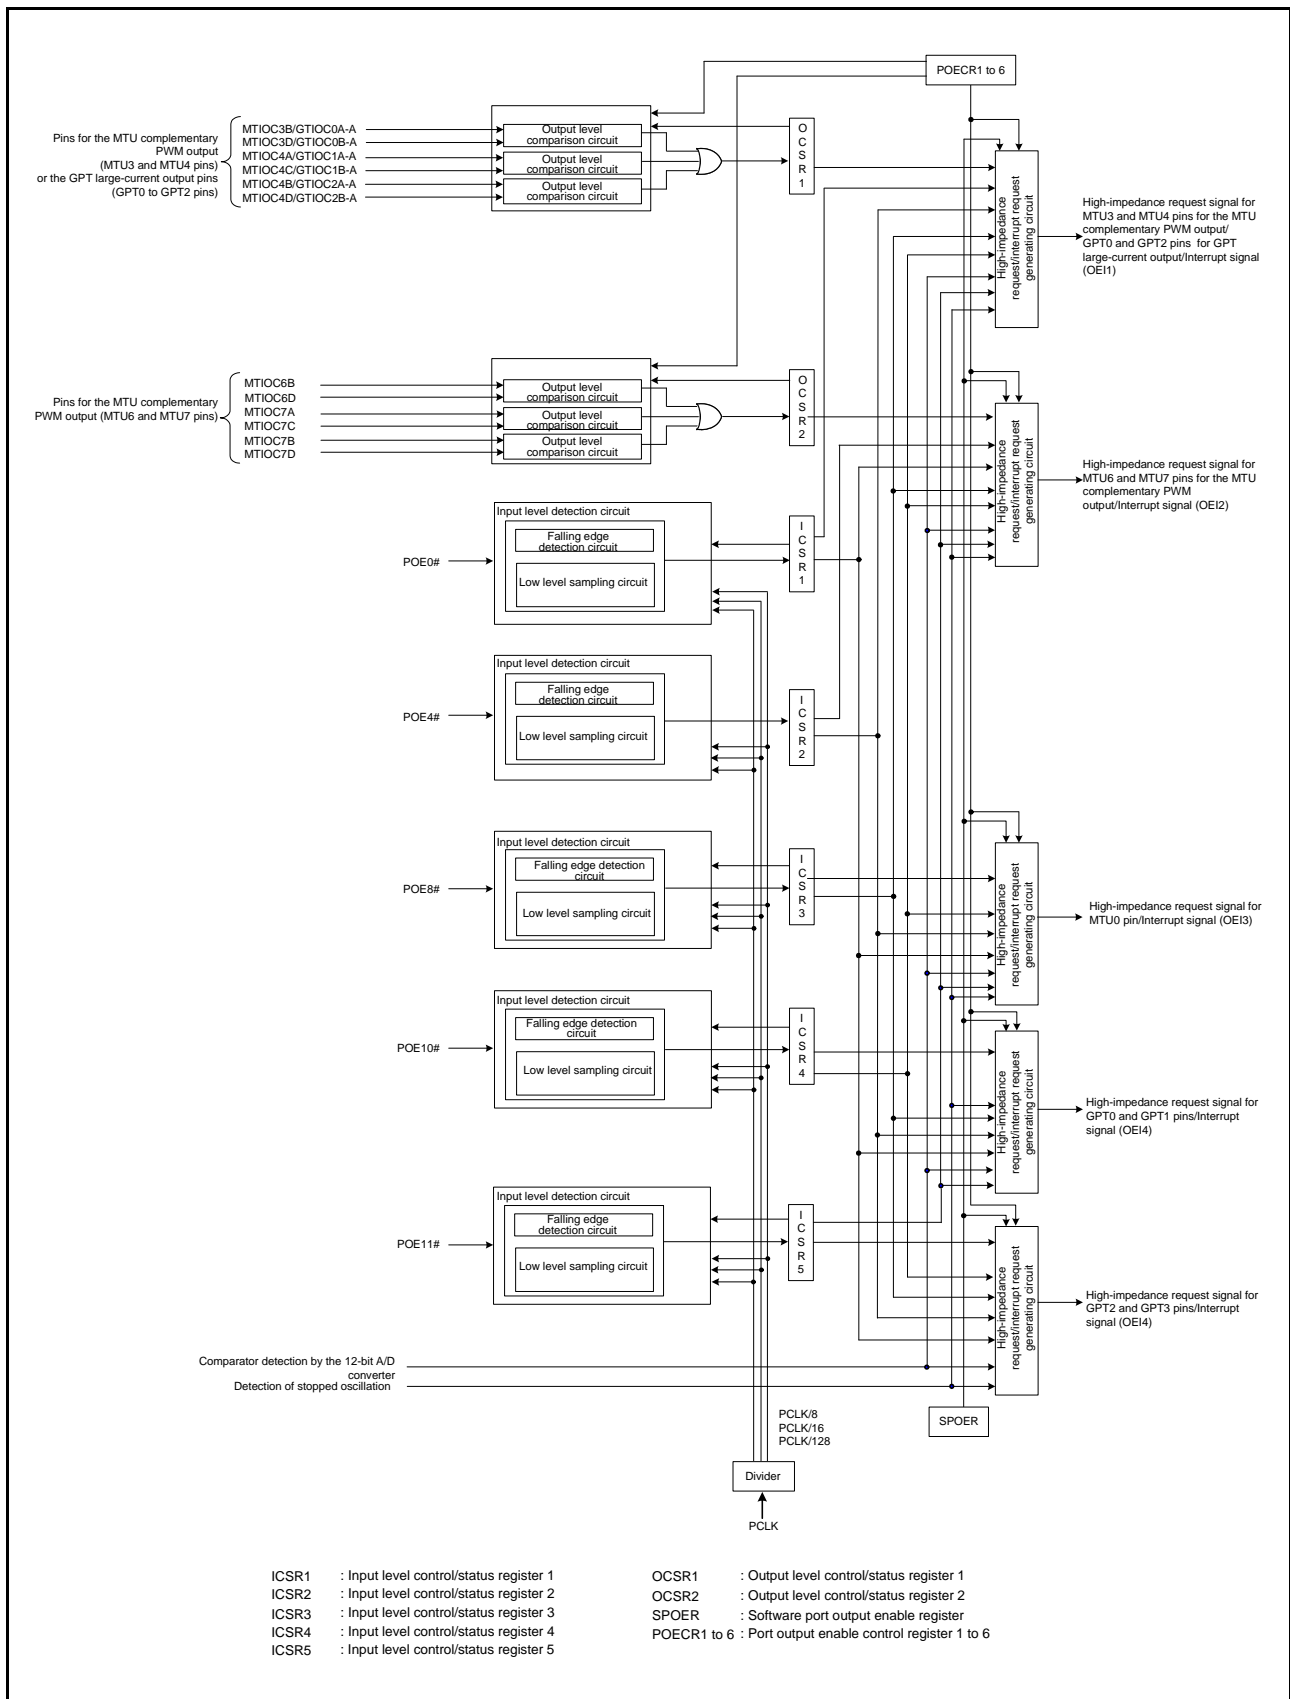 POECR1 to 6
Pins for the MTU complementary
PWM output
(MTU3 and MTU4 pins)
or the GPT large-current output pins
(GPT0 to GPT2 pins)
MTIOC3B/GTIOC0A-A
MTIOC3D/GTIOC0B-A
MTIOC4A/GTIOC1A-A
MTIOC4C/GTIOC1B-A
MTIOC4B/GTIOC2A-A
MTIOC4D/GTIOC2B-A
Output level
comparison circuit
Output level
comparison circuit
Output level
comparison circuit
OCSR1
High-impedance
request/interrupt request
generating circuit
High-impedance request signal for
MTU3 and MTU4 pins for the MTU
complementary PWM output/
GPT0 and GPT2 pins for GPT
large-current output/Interrupt signal
(OEI1)
Pins for the MTU complementary
PWM output (MTU6 and MTU7 pins)
MTIOC6B
MTIOC6D
MTIOC7A
MTIOC7C
MTIOC7B
MTIOC7D
Output level
comparison circuit
Output level
comparison circuit
Output level
comparison circuit
OCSR2
High-impedance
request/interrupt request
generating circuit
High-impedance request signal for
MTU6 and MTU7 pins for the MTU
complementary PWM
output/Interrupt signal (OEI2)
POE0#
Input level detection circuit
Falling edge
detection circuit
Low level sampling circuit
ICSR1
POE4#
Input level detection circuit
Falling edge
detection circuit
Low level sampling circuit
ICSR2
POE8#
Input level detection circuit
Falling edge detection
circuit
Low level sampling circuit
ICSR3
High-impedance
request/interrupt request
generating circuit
High-impedance request signal for
MTU0 pin/Interrupt signal (OEI3)
POE10#
Input level detection circuit
Falling edge detection
circuit
Low level sampling circuit
ICSR4
High-impedance
request/interrupt request
generating circuit
High-impedance request signal for
GPT0 and GPT1 pins/Interrupt
signal (OEI4)
POE11#
Input level detection circuit
Falling edge
detection circuit
Low level sampling circuit
ICSR5
High-impedance
request/interrupt request
generating circuit
High-impedance request signal for
GPT2 and GPT3 pins/Interrupt
signal (OEI4)
Comparator detection by the 12-bit A/D
converter
Detection of stopped oscillation
SPOER
PCLK/8
PCLK/16
PCLK/128
Divider
PCLK
ICSR1 : Input level control/status register 1
ICSR2 : Input level control/status register 2
ICSR3 : Input level control/status register 3
ICSR4 : Input level control/status register 4
ICSR5 : Input level control/status register 5
OCSR1 : Output level control/status register 1
OCSR2 : Output level control/status register 2
SPOER : Software port output enable register
POECR1 to 6 : Port output enable control register 1 to 6